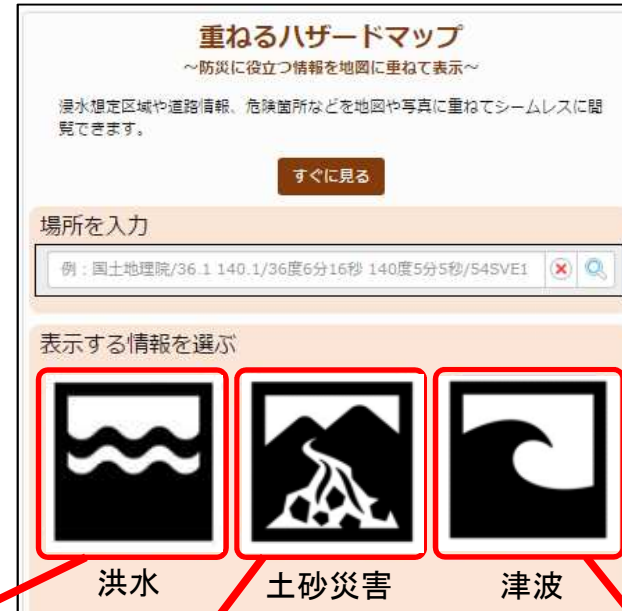 重ねるハザードマップ
～防災に役立つ情報を地図に重ねて表示～
浸水想定区域や道路情報、危険箇所などを地図や写真に重ねてシームレスに閲
覧できます。
すぐに見る
場所を入力
例：国土地理院/36.1 140.1/36度6分16秒 140度5分5秒/54SVE1
表示する情報を選ぶ
洪水 土砂災害 津波